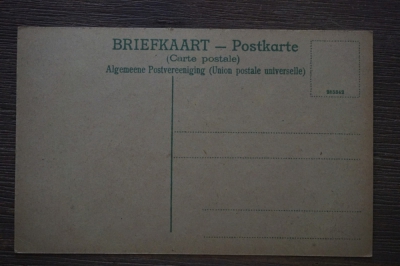 BRIEFKAART — Postkarte
(Carte postale)
Algemeene Postvereeniging (Union postale universelle)